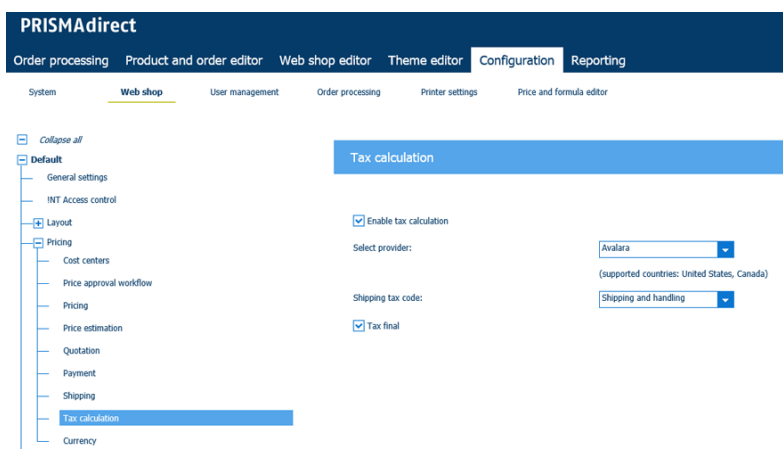 PRISMAdirect
Order processing Product and order editor Web shop editor Theme editor Configuration Reporting
System Web shop User management Order processing Printer settings Price and formula editor
Collapse all
Default
General settings
!NT Access control
Layout
Pricing
Cost centers
Price approval workflow
Pricing
Price estimation
Quotation
Payment
Shipping
Tax calculation
Currency
Tax calculation
Enable tax calculation
Select provider: Avalara
(supported countries: United States, Canada)
Shipping tax code: Shipping and handling
Tax final